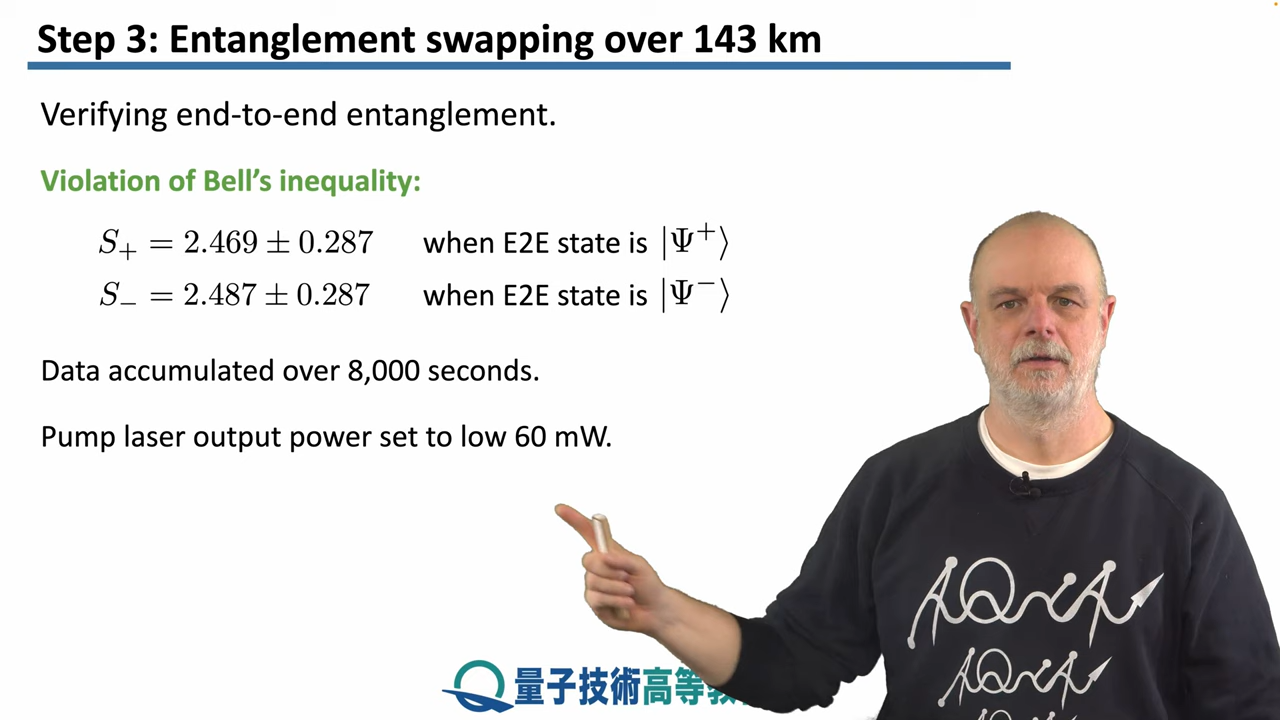 Step 3: Entanglement swapping over 143 km
Verifying end-to-end entanglement.
Violation of Bell’s inequality:
S₊ = 2.469 ± 0.287 when E2E state is |Ψ⁺⟩
S₋ = 2.487 ± 0.287 when E2E state is |Ψ⁻⟩
Data accumulated over 8,000 seconds.
Pump laser output power set to low 60 mW.
量子技術高等